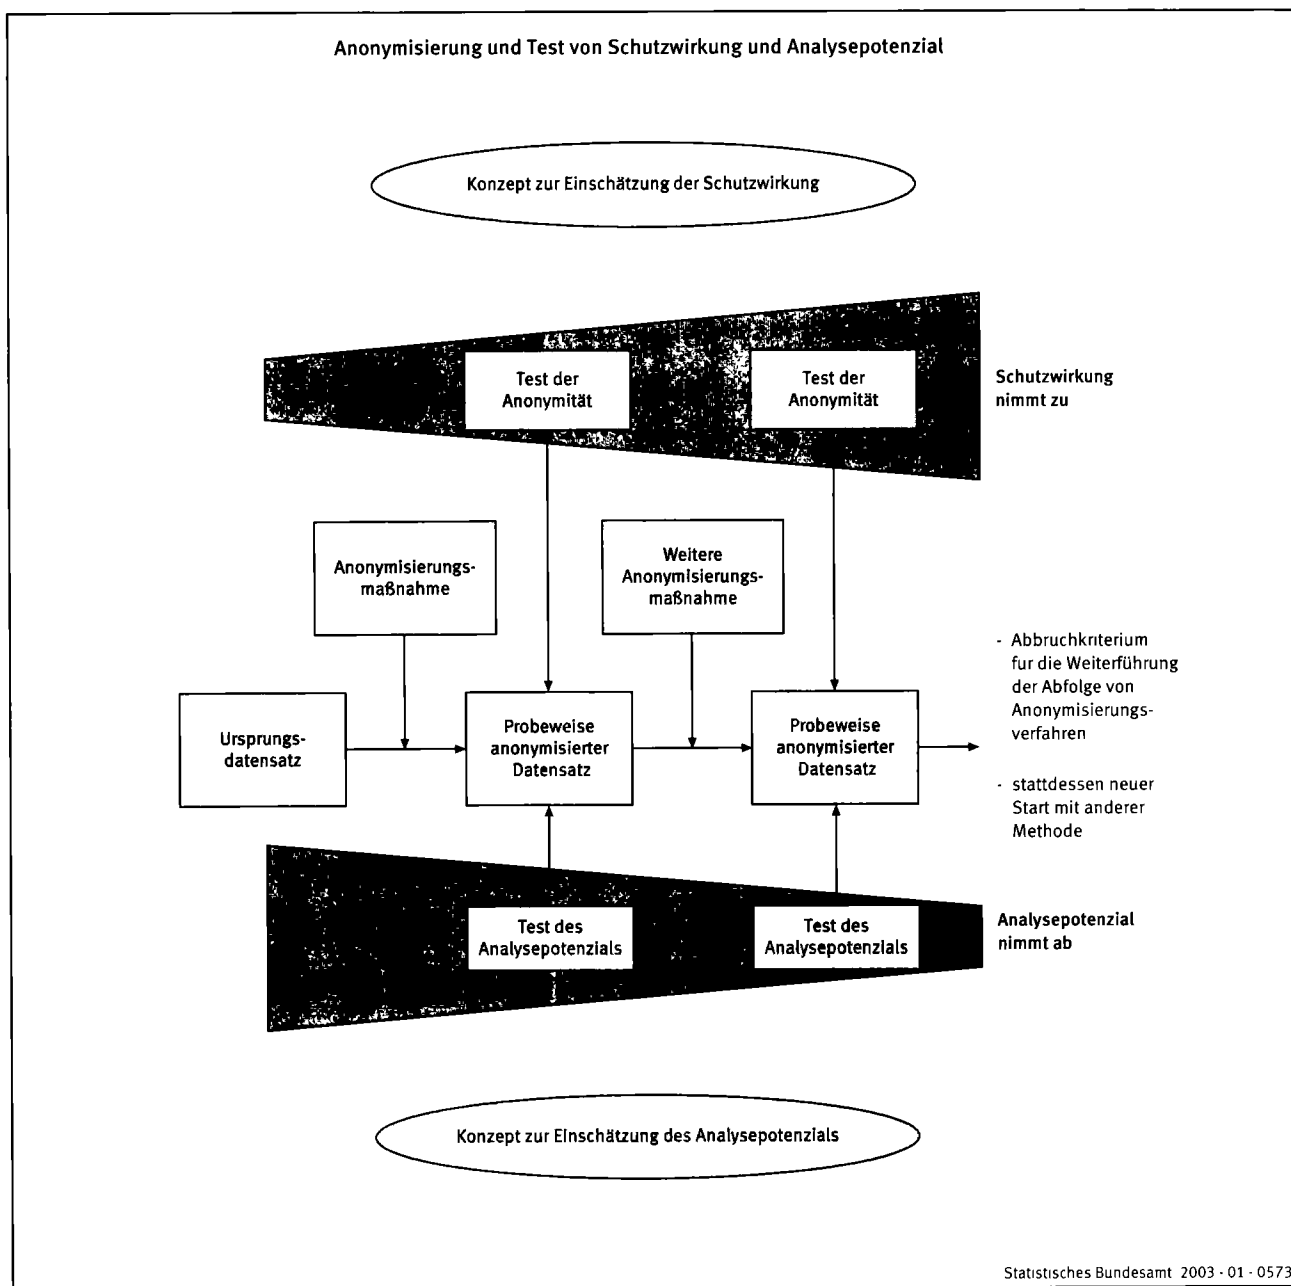 Anonymisierung und Test von Schutzwirkung und Analysepotenzial
Konzept zur Einschätzung der Schutzwirkung
Test der
Anonymität
Test der
Anonymität
Schutzwirkung
nimmt zu
Anonymisierungs-
maßnahme
Weitere
Anonymisierungs-
maßnahme
Ursprungs-
datensatz
Probeweise
anonymisierter
Datensatz
Probeweise
anonymisierter
Datensatz
- Abbruchkriterium
fur die Weiterführung
der Abfolge von
Anonymisierungs-
verfahren
- stattdessen neuer
Start mit anderer
Methode
Test des
Analysepotenzials
Test des
Analysepotenzials
Analysepotenzial
nimmt ab
Konzept zur Einschätzung des Analysepotenzials
Statistisches Bundesamt 2003 - 01 - 0573